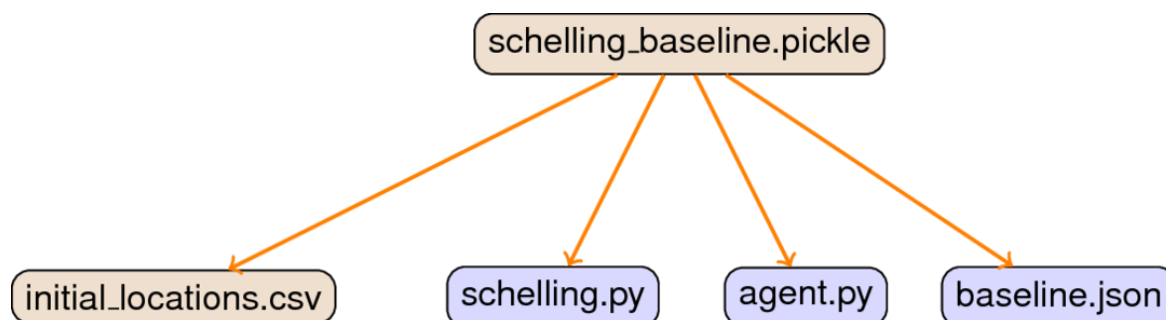 schelling_baseline.pickle
initial_locations.csv
schelling.py
agent.py
baseline.json